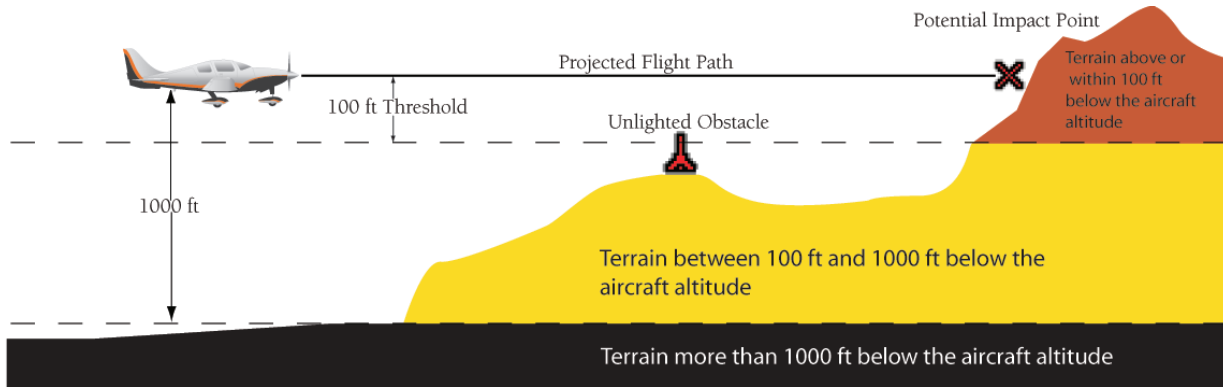 Potential Impact Point
Projected Flight Path
Terrain above or
within 100 ft
below the aircraft
altitude
100 ft Threshold
Unlighted Obstacle
1000 ft
Terrain between 100 ft and 1000 ft below the
aircraft altitude
Terrain more than 1000 ft below the aircraft altitude